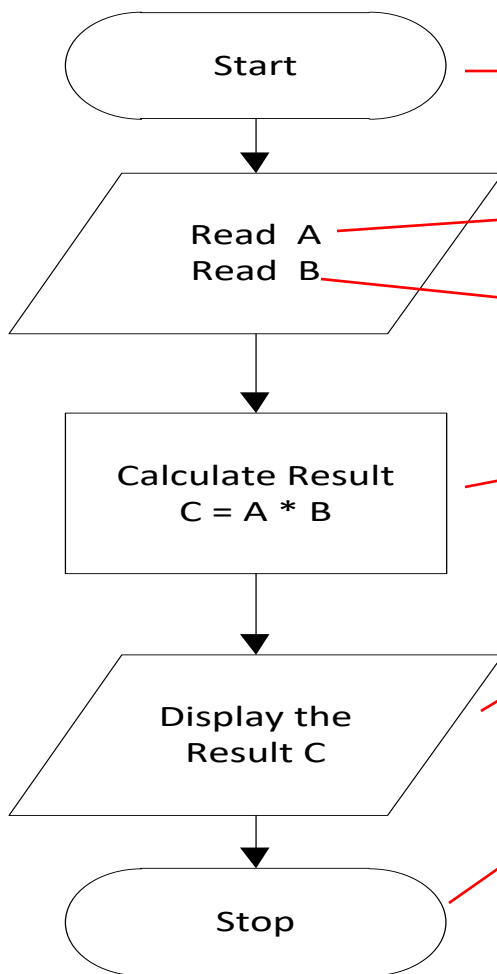 Start
Read A
Read B
Calculate Result
C = A * B
Display the
Result C
Stop